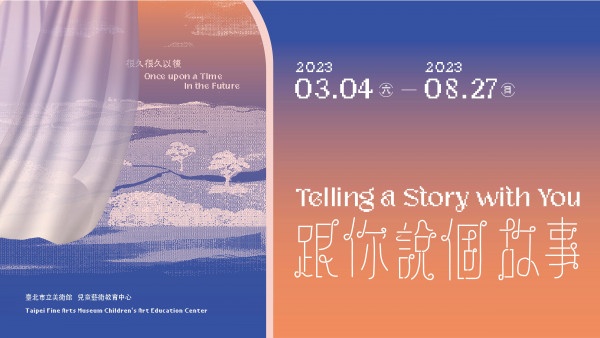 很久很久以後
Once upon a Time
In the Future
臺北市立美術館 兒童藝術教育中心
Taipei Fine Arts Museum Children's Art Education Center
2023 2023
03.04 六 — 08.27 日
Telling a Story with You
跟你說個故事